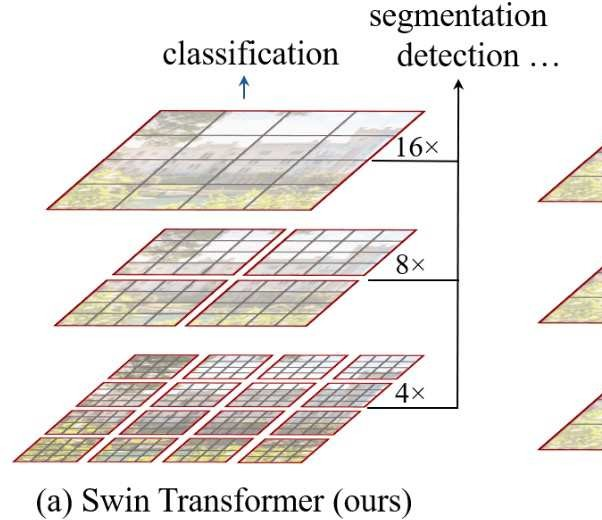 segmentation
classification
detection ...
16×
8×
4×
(a) Swin Transformer (ours)